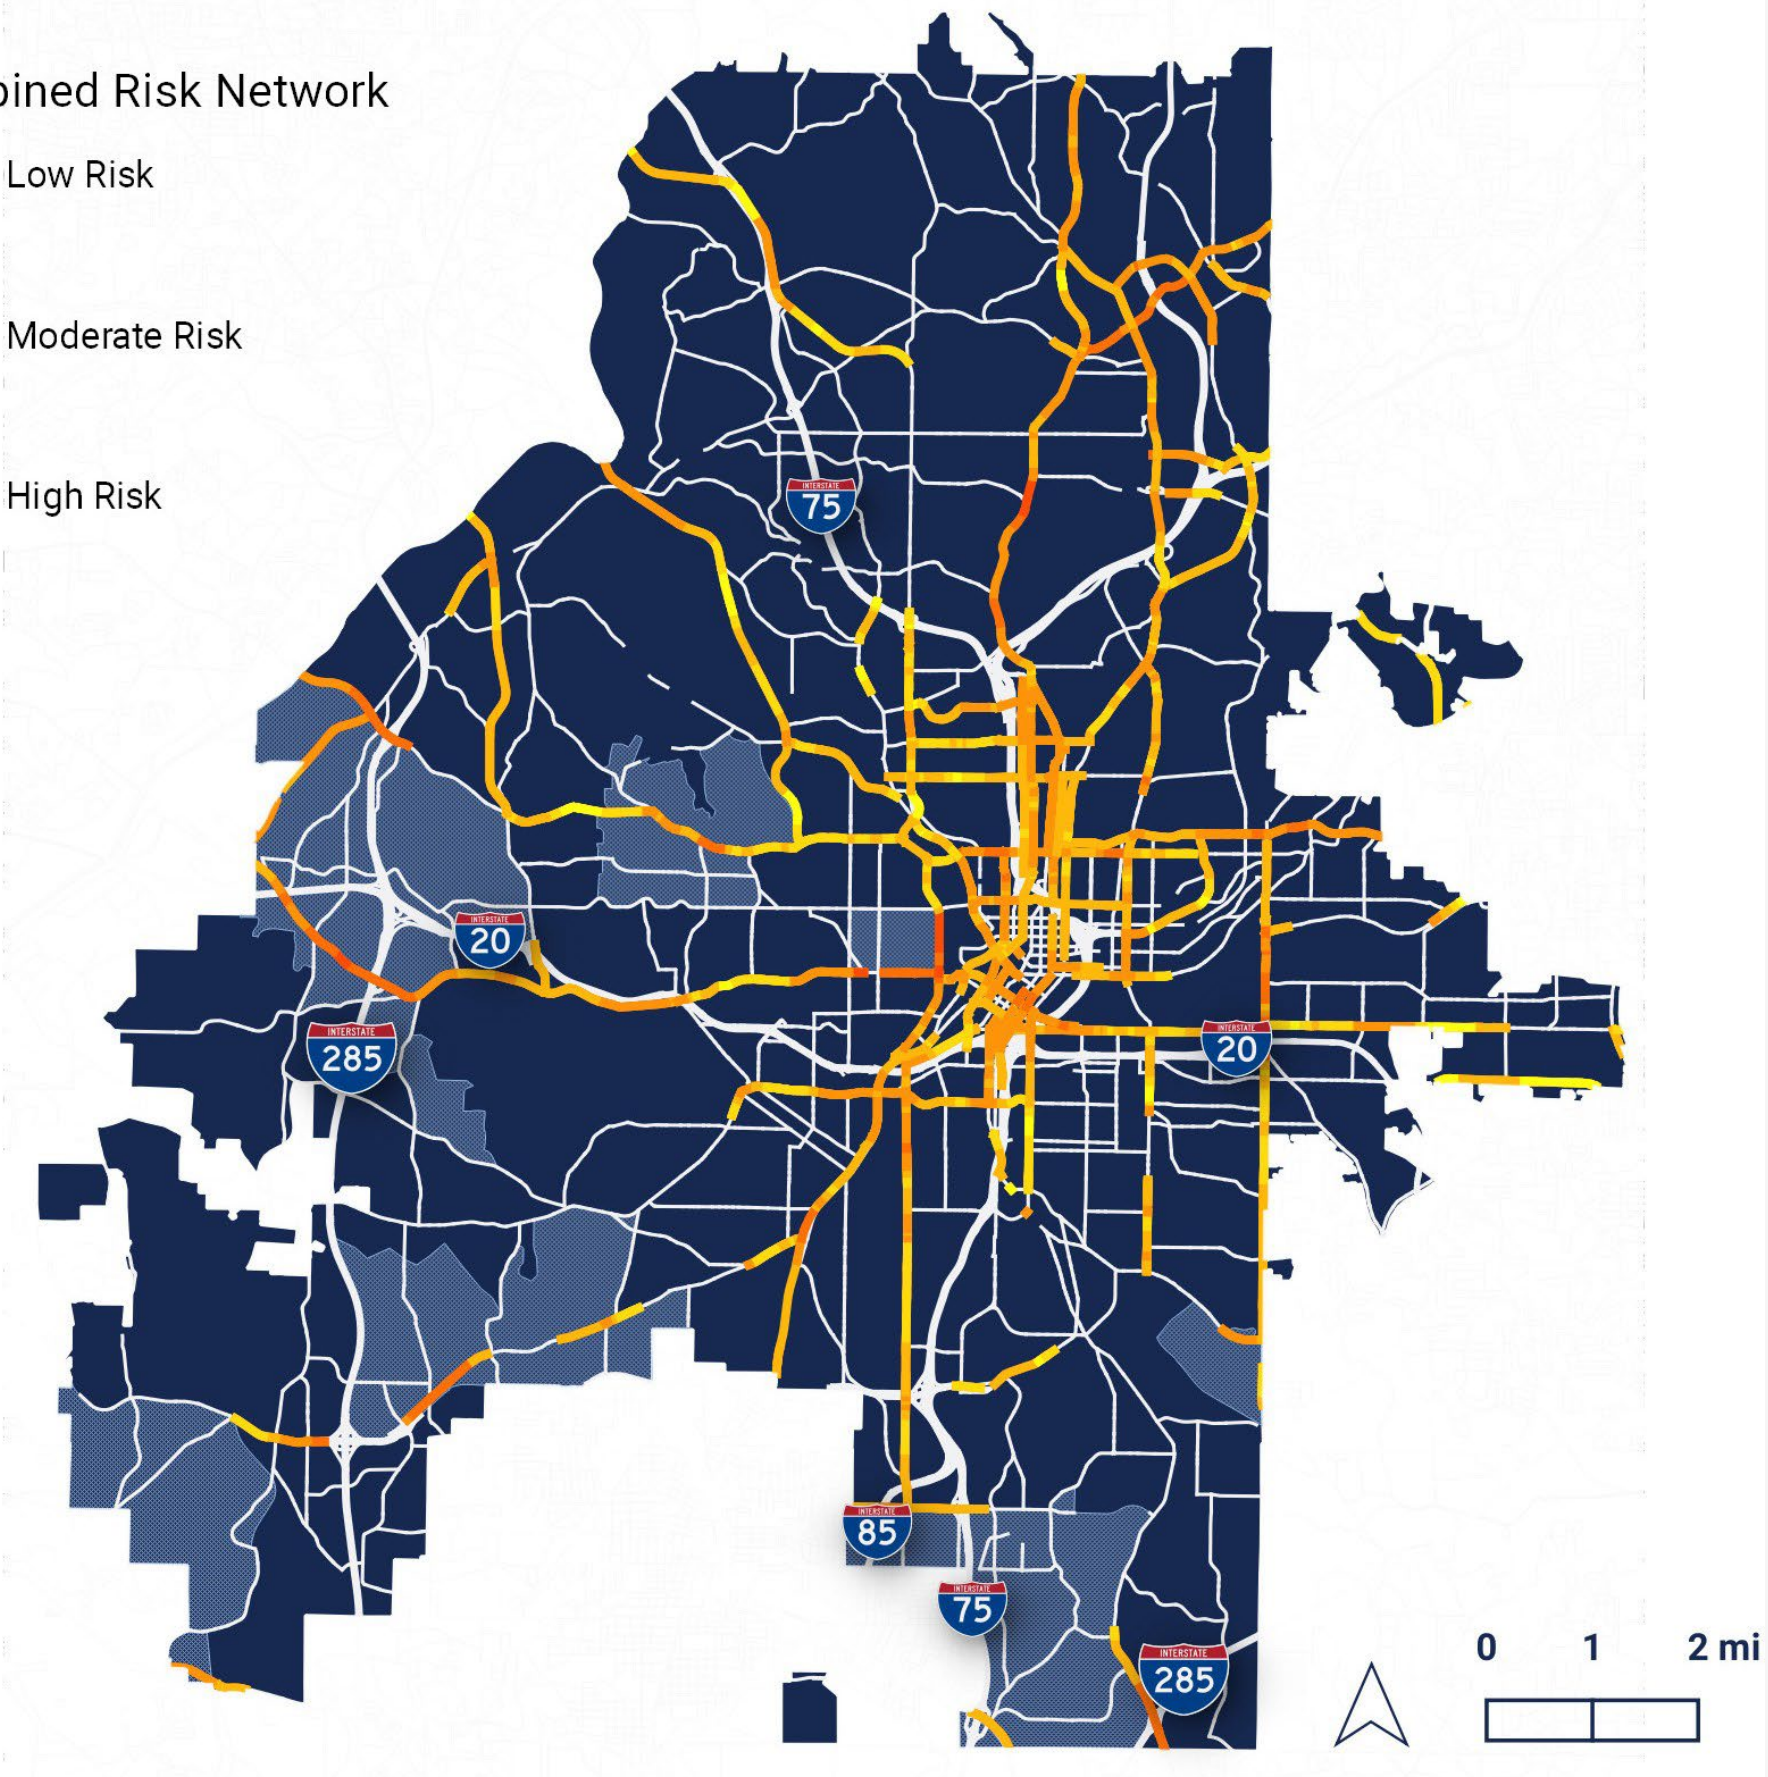 oined Risk Network
Low Risk
Moderate Risk
High Risk
INTERSTATE
75
INTERSTATE
20
INTERSTATE
285
INTERSTATE
20
INTERSTATE
85
INTERSTATE
75
INTERSTATE
285
0 1 2 mi